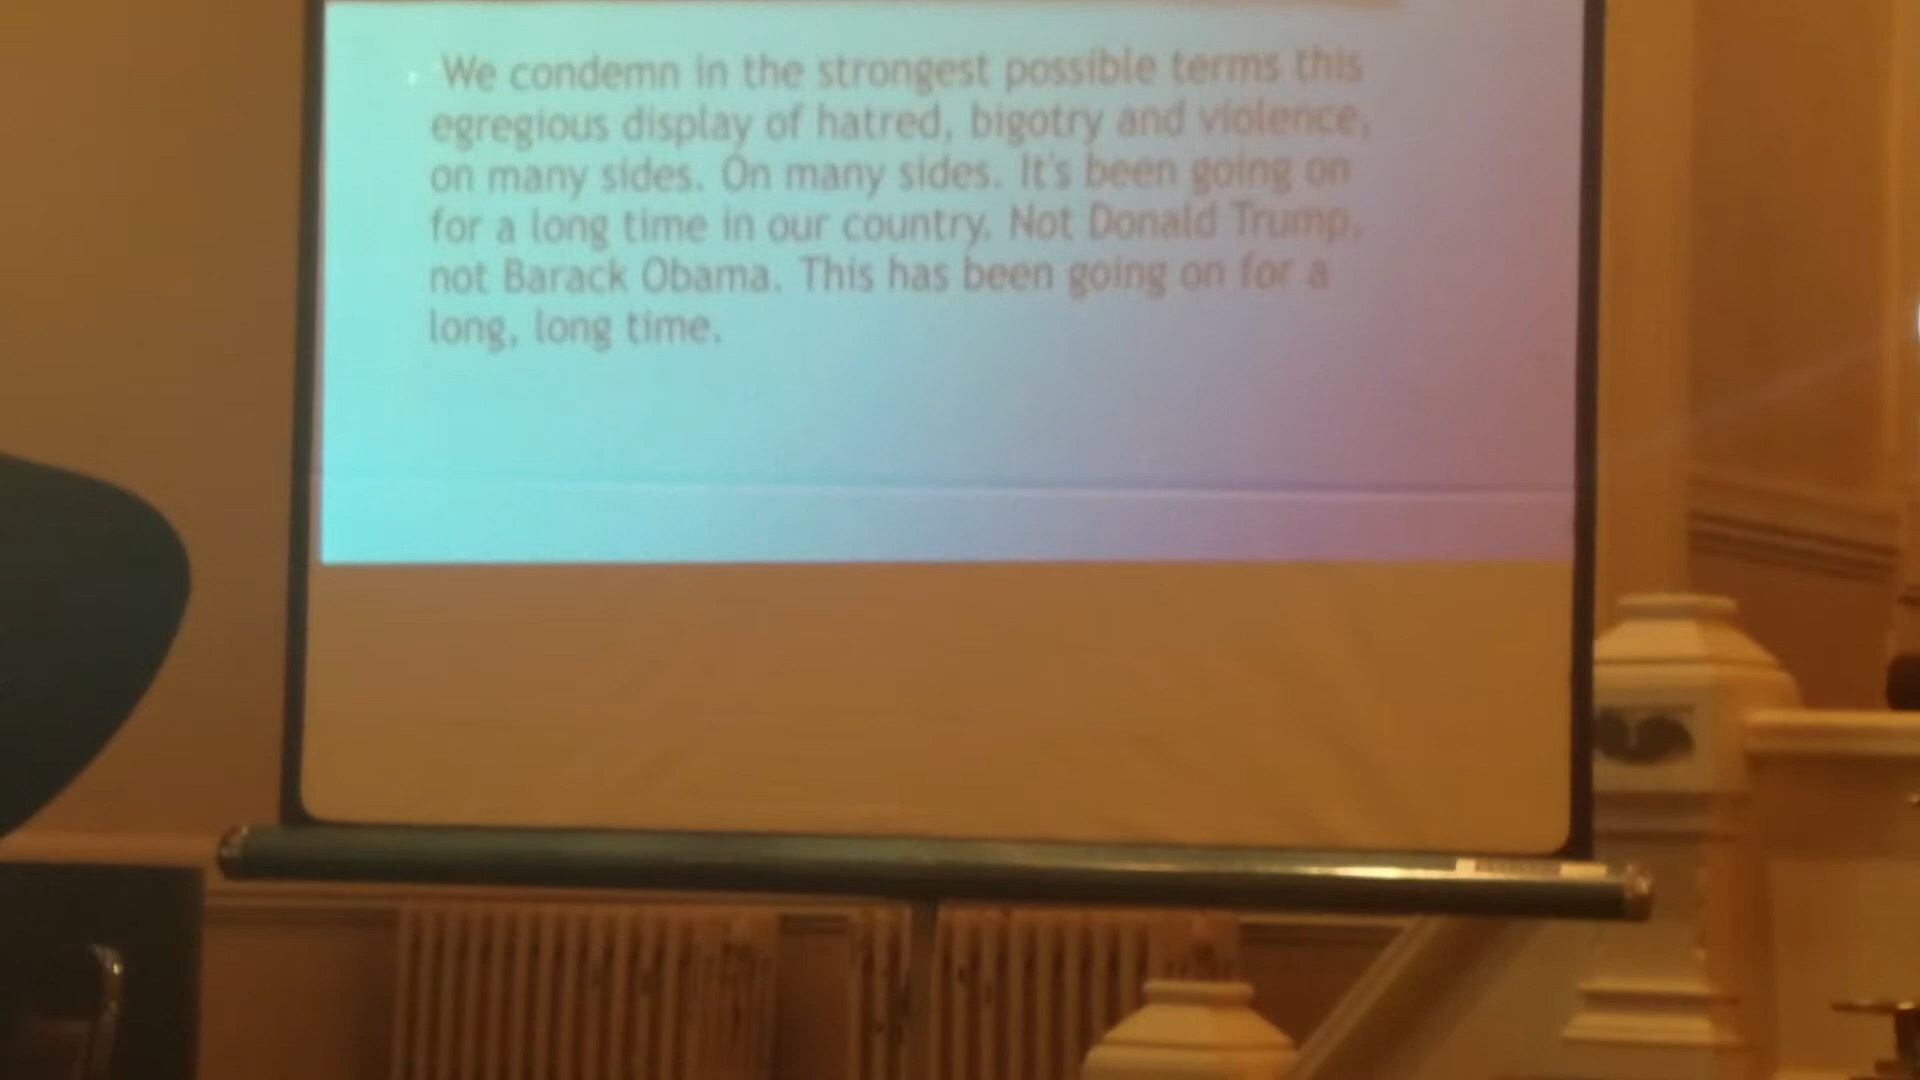 We condemn in the strongest possible terms this
egregious display of hatred, bigotry and violence,
on many sides. On many sides. It's been going on
for a long time in our country. Not Donald Trump,
not Barack Obama. This has been going on for a
long, long time.